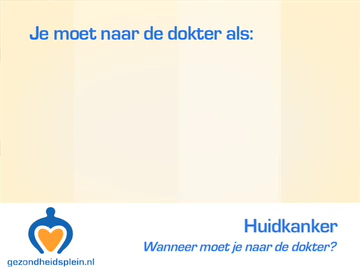 Je moet naar de dokter als:
Huidkanker
Wanneer moet je naar de dokter?
gezondheidsplein.nl